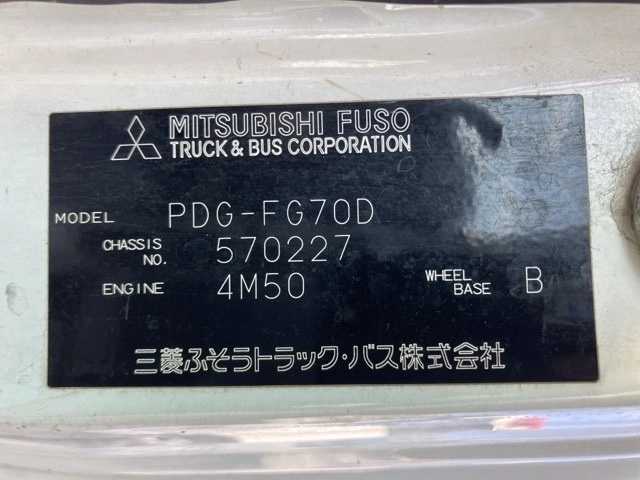 MITSUBISHI FUSO
TRUCK & BUS CORPORATION
MODEL PDG-FG70D
CHASSIS NO. 570227
ENGINE 4M50 WHEEL BASE B
三菱ふそうトラック・バス株式会社